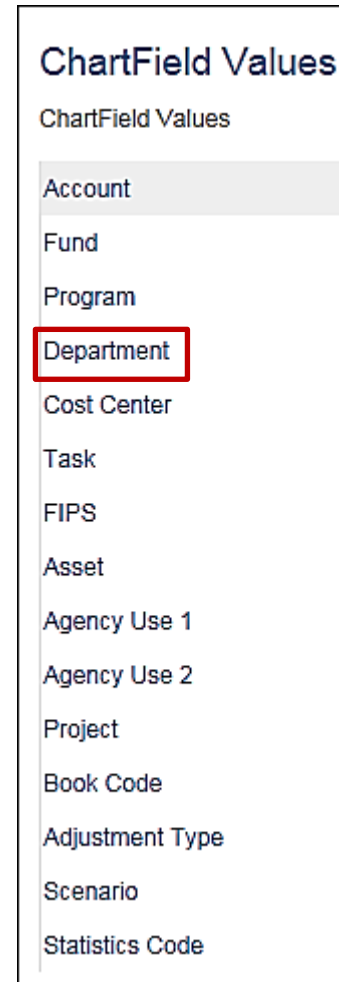 ChartField Values
ChartField Values
Account
Fund
Program
Department
Cost Center
Task
FIPS
Asset
Agency Use 1
Agency Use 2
Project
Book Code
Adjustment Type
Scenario
Statistics Code